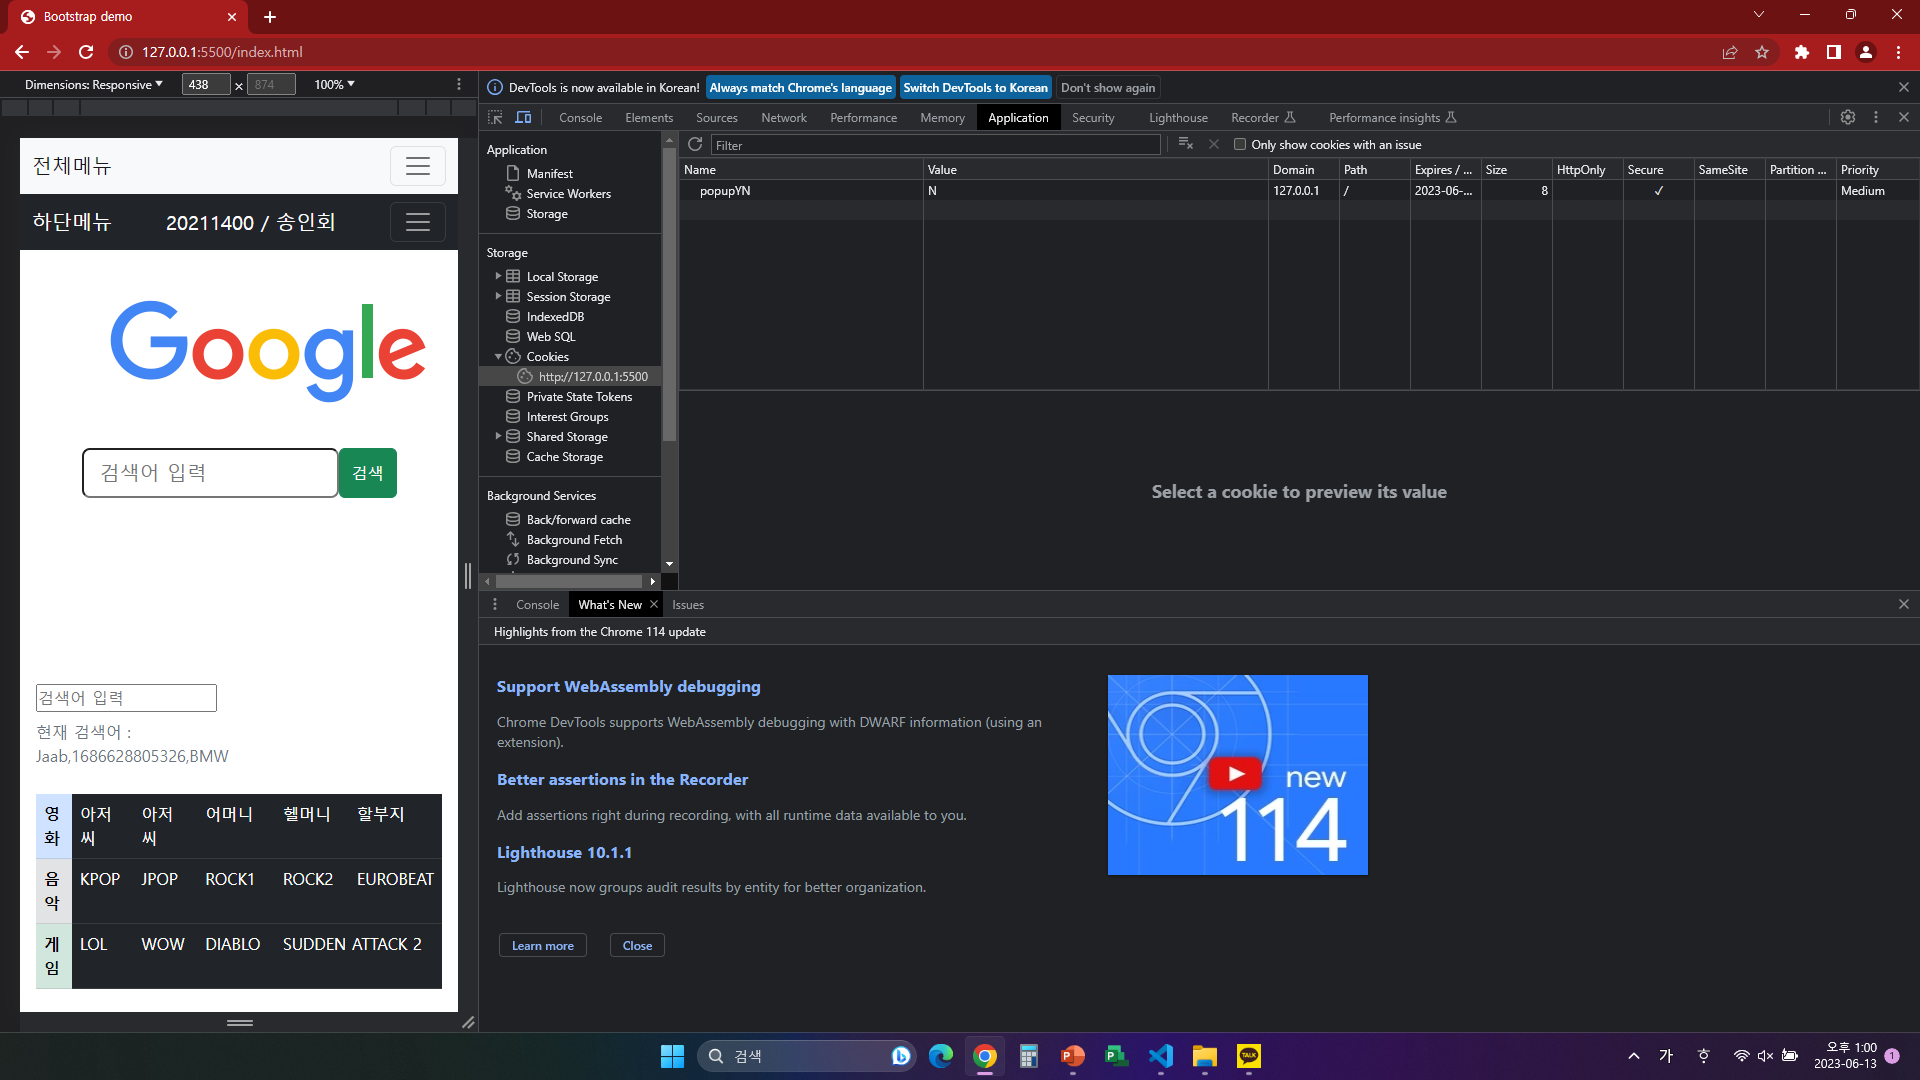 Bootstrap demo
127.0.0.1:5500/index.html
Dimensions: Responsive 438 × 874 100%
전체메뉴
하단메뉴 20211400 / 송인회
Google
검색어 입력 검색
검색어 입력
현재 검색어 :
Jaab,1686628805326,BMW
영화 아저씨 아저씨 어머니 헬머니 할부지
음악 KPOP JPOP ROCK1 ROCK2 EUROBEAT
게임 LOL WOW DIABLO SUDDEN ATTACK 2
DevTools is now available in Korean! Always match Chrome's language Switch DevTools to Korean Don't show again
Console Elements Sources Network Performance Memory Application Security Lighthouse Recorder Performance insights
Application
Manifest
Service Workers
Storage
Storage
Local Storage
Session Storage
IndexedDB
Web SQL
Cookies
http://127.0.0.1:5500
Private State Tokens
Interest Groups
Shared Storage
Cache Storage
Background Services
Back/forward cache
Background Fetch
Background Sync
Filter Only show cookies with an issue
Name Value Domain Path Expires / ... Size HttpOnly Secure SameSite Partition ... Priority
popupYN N 127.0.0.1 / 2023-06-... 8 ✓ Medium
Select a cookie to preview its value
Console What's New Issues
Highlights from the Chrome 114 update
Support WebAssembly debugging
Chrome DevTools supports WebAssembly debugging with DWARF information (using an
extension).
Better assertions in the Recorder
Add assertions right during recording, with all runtime data available to you.
Lighthouse 10.1.1
Lighthouse now groups audit results by entity for better organization.
Learn more Close
new
114
검색
TALK
가
오후 1:00
2023-06-13
1